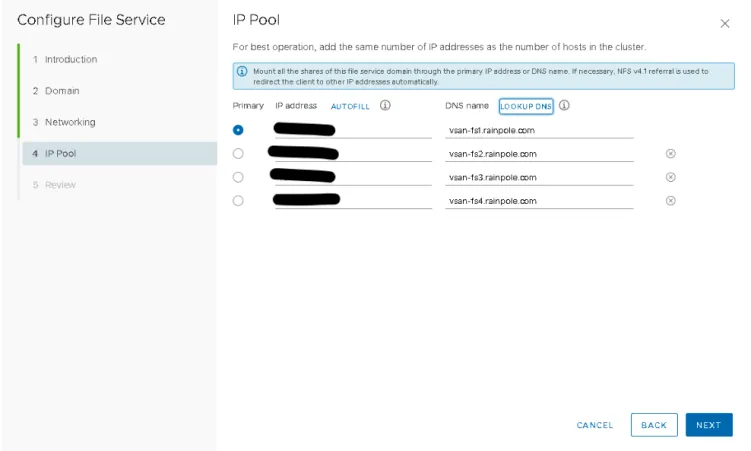 Configure File Service
1 Introduction
2 Domain
3 Networking
4 IP Pool
5 Review
IP Pool
For best operation, add the same number of IP addresses as the number of hosts in the cluster.
Mount all the shares of this file service domain through the primary IP address or DNS name. If necessary, NFS v4.1 referral is used to
redirect the client to other IP addresses automatically.
Primary IP address AUTOFILL DNS name LOOKUP DNS
vsan-fs1.rainpole.com
vsan-fs2.rainpole.com
vsan-fs3.rainpole.com
vsan-fs4.rainpole.com
CANCEL BACK NEXT